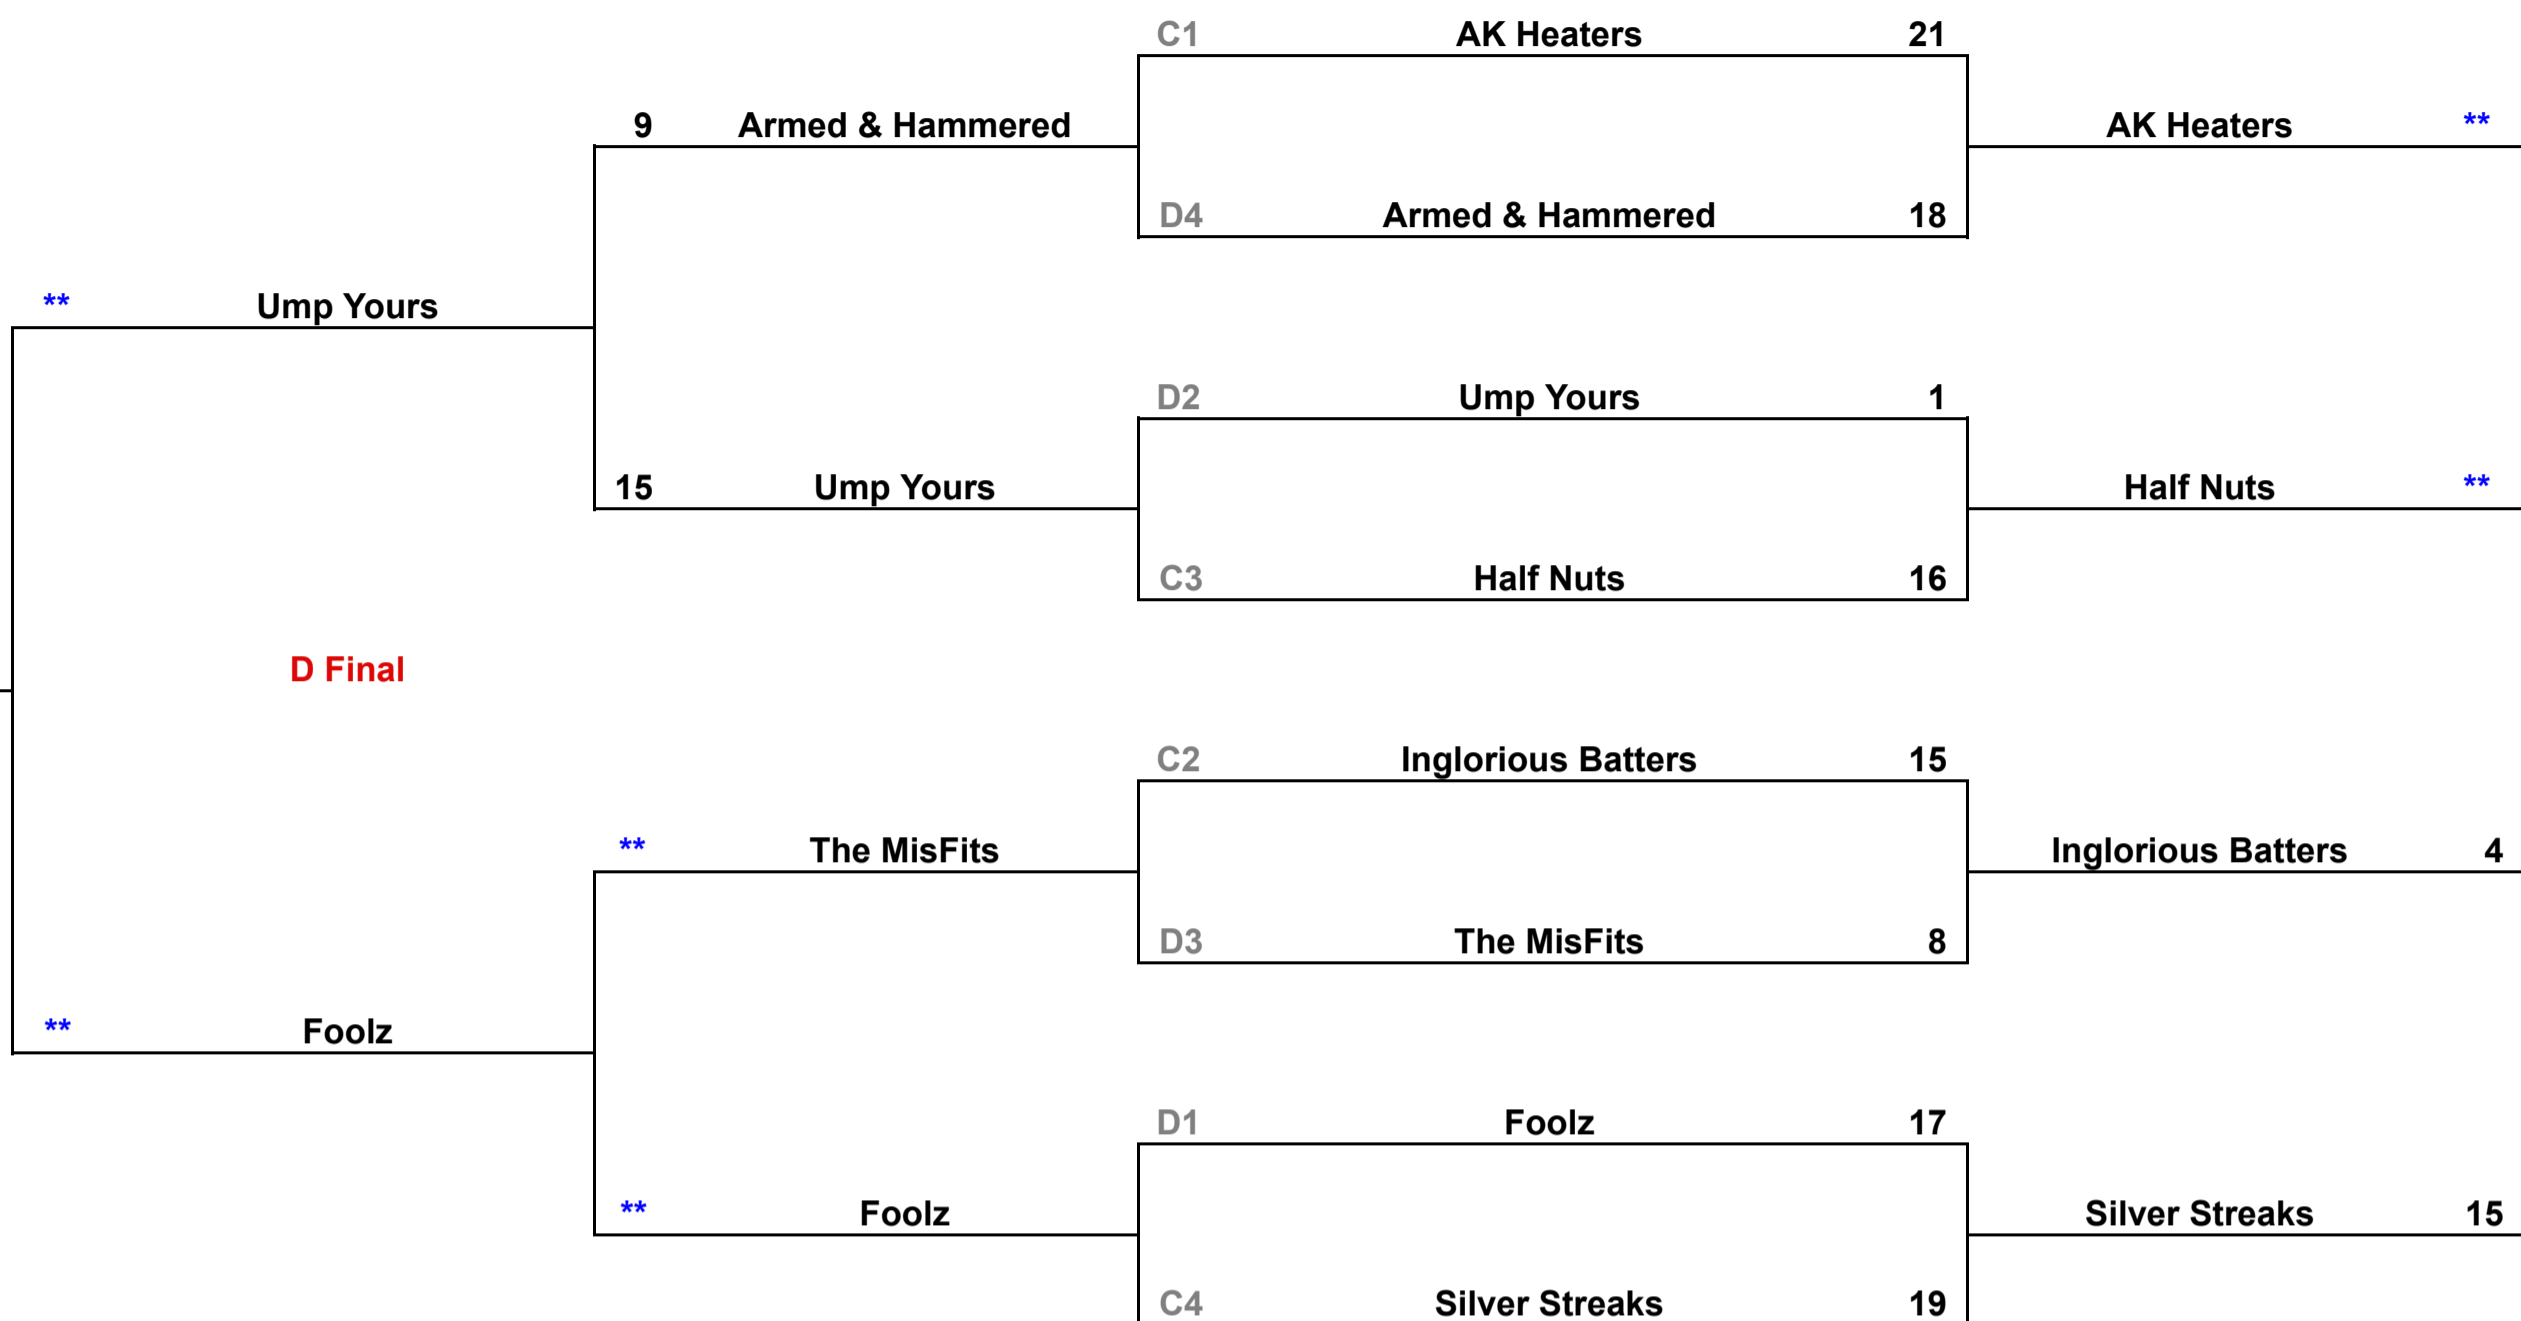 C1 AK Heaters 21
9 Armed & Hammered AK Heaters **
D4 Armed & Hammered 18
** Ump Yours
D2 Ump Yours 1
15 Ump Yours Half Nuts **
C3 Half Nuts 16
D Final
C2 Inglorious Batters 15
** The MisFits Inglorious Batters 4
D3 The MisFits 8
** Foolz
D1 Foolz 17
** Foolz Silver Streaks 15
C4 Silver Streaks 19